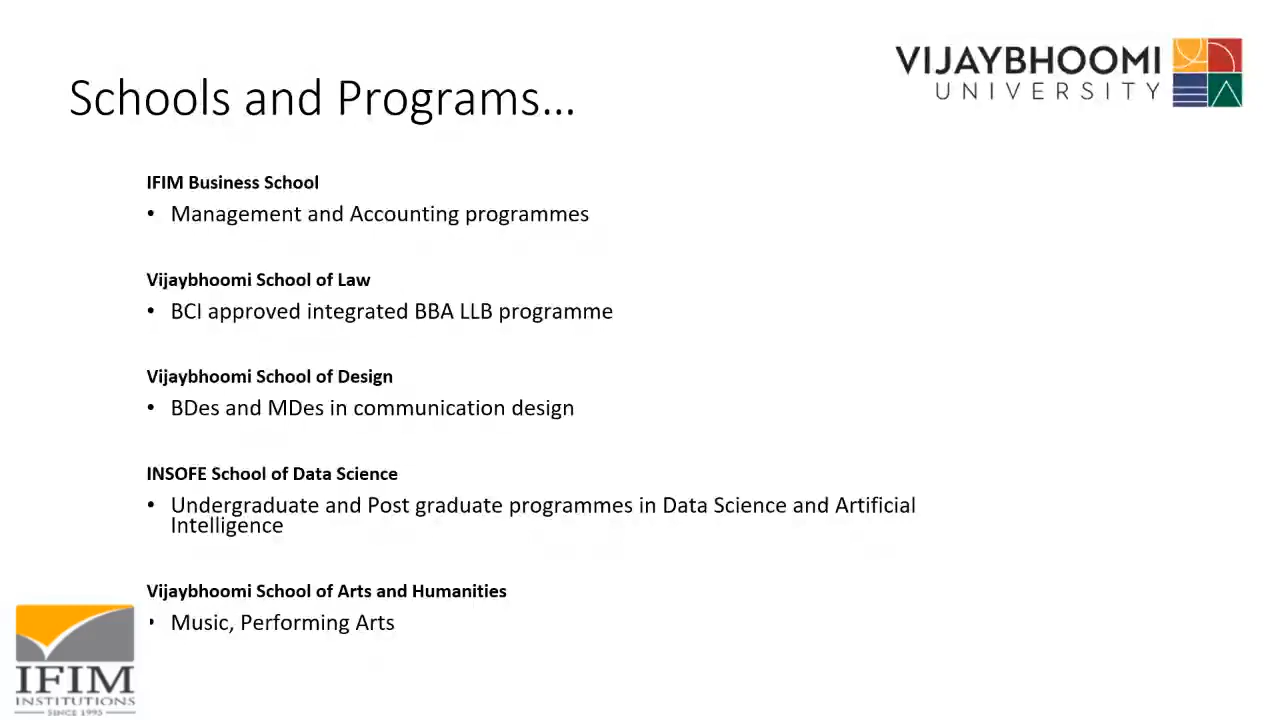 VIJAYBHOOMI
UNIVERSITY
Schools and Programs...
IFIM Business School
• Management and Accounting programmes
Vijaybhoomi School of Law
• BCI approved integrated BBA LLB programme
Vijaybhoomi School of Design
• BDes and MDes in communication design
INSOFE School of Data Science
• Undergraduate and Post graduate programmes in Data Science and Artificial
Intelligence
Vijaybhoomi School of Arts and Humanities
• Music, Performing Arts
IFIM
INSTITUTIONS
SINCE 1995